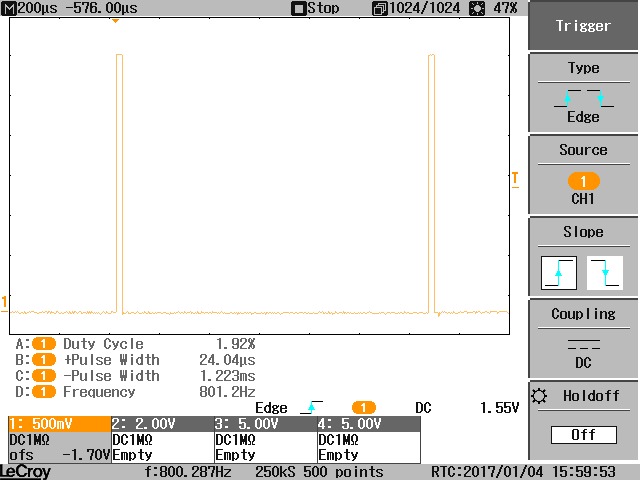 M 200µs -576.00µs Stop 1024/1024 47%
Trigger
Type
Edge
Source
1
CH1
Slope
Coupling
DC
Holdoff
Off
T
1
A: 1 Duty Cycle 1.92%
B: 1 +Pulse Width 24.04µs
C: 1 -Pulse Width 1.223ms
D: 1 Frequency 801.2Hz
Edge 1 DC 1.55V
1: 500mV 2: 2.00V 3: 5.00V 4: 5.00V
DC1MΩ DC1MΩ DC1MΩ DC1MΩ
ofs -1.70V Empty Empty Empty
LeCroy f:800.287Hz 250kS 500 points RTC:2017/01/04 15:59:53